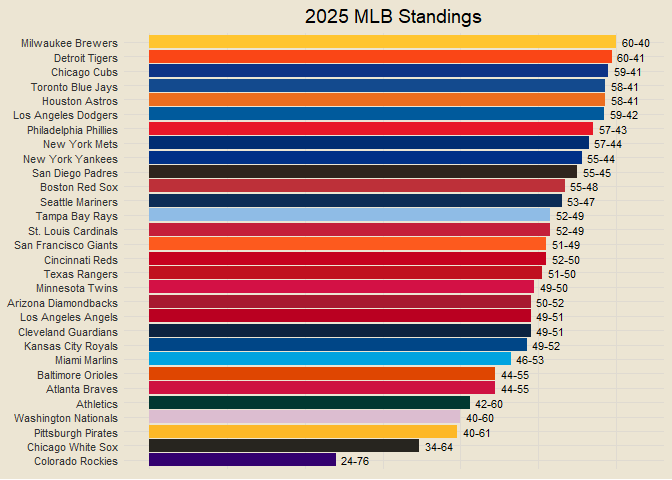 2025 MLB Standings
Milwaukee Brewers 60-40
Detroit Tigers 60-41
Chicago Cubs 59-41
Toronto Blue Jays 58-41
Houston Astros 58-41
Los Angeles Dodgers 59-42
Philadelphia Phillies 57-43
New York Mets 57-44
New York Yankees 55-44
San Diego Padres 55-45
Boston Red Sox 55-48
Seattle Mariners 53-47
Tampa Bay Rays 52-49
St. Louis Cardinals 52-49
San Francisco Giants 51-49
Cincinnati Reds 52-50
Texas Rangers 51-50
Minnesota Twins 49-50
Arizona Diamondbacks 50-52
Los Angeles Angels 49-51
Cleveland Guardians 49-51
Kansas City Royals 49-52
Miami Marlins 46-53
Baltimore Orioles 44-55
Atlanta Braves 44-55
Athletics 42-60
Washington Nationals 40-60
Pittsburgh Pirates 40-61
Chicago White Sox 34-64
Colorado Rockies 24-76